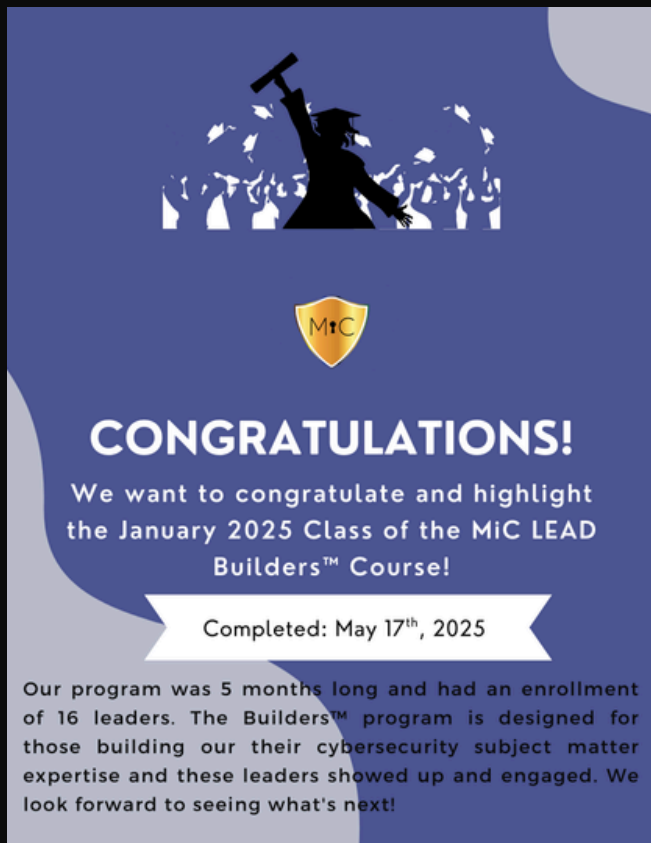 MiC
CONGRATULATIONS!
We want to congratulate and highlight
the January 2025 Class of the MiC LEAD
Builders™ Course!
Completed: May 17th, 2025
Our program was 5 months long and had an enrollment
of 16 leaders. The Builders™ program is designed for
those building our their cybersecurity subject matter
expertise and these leaders showed up and engaged. We
look forward to seeing what's next!